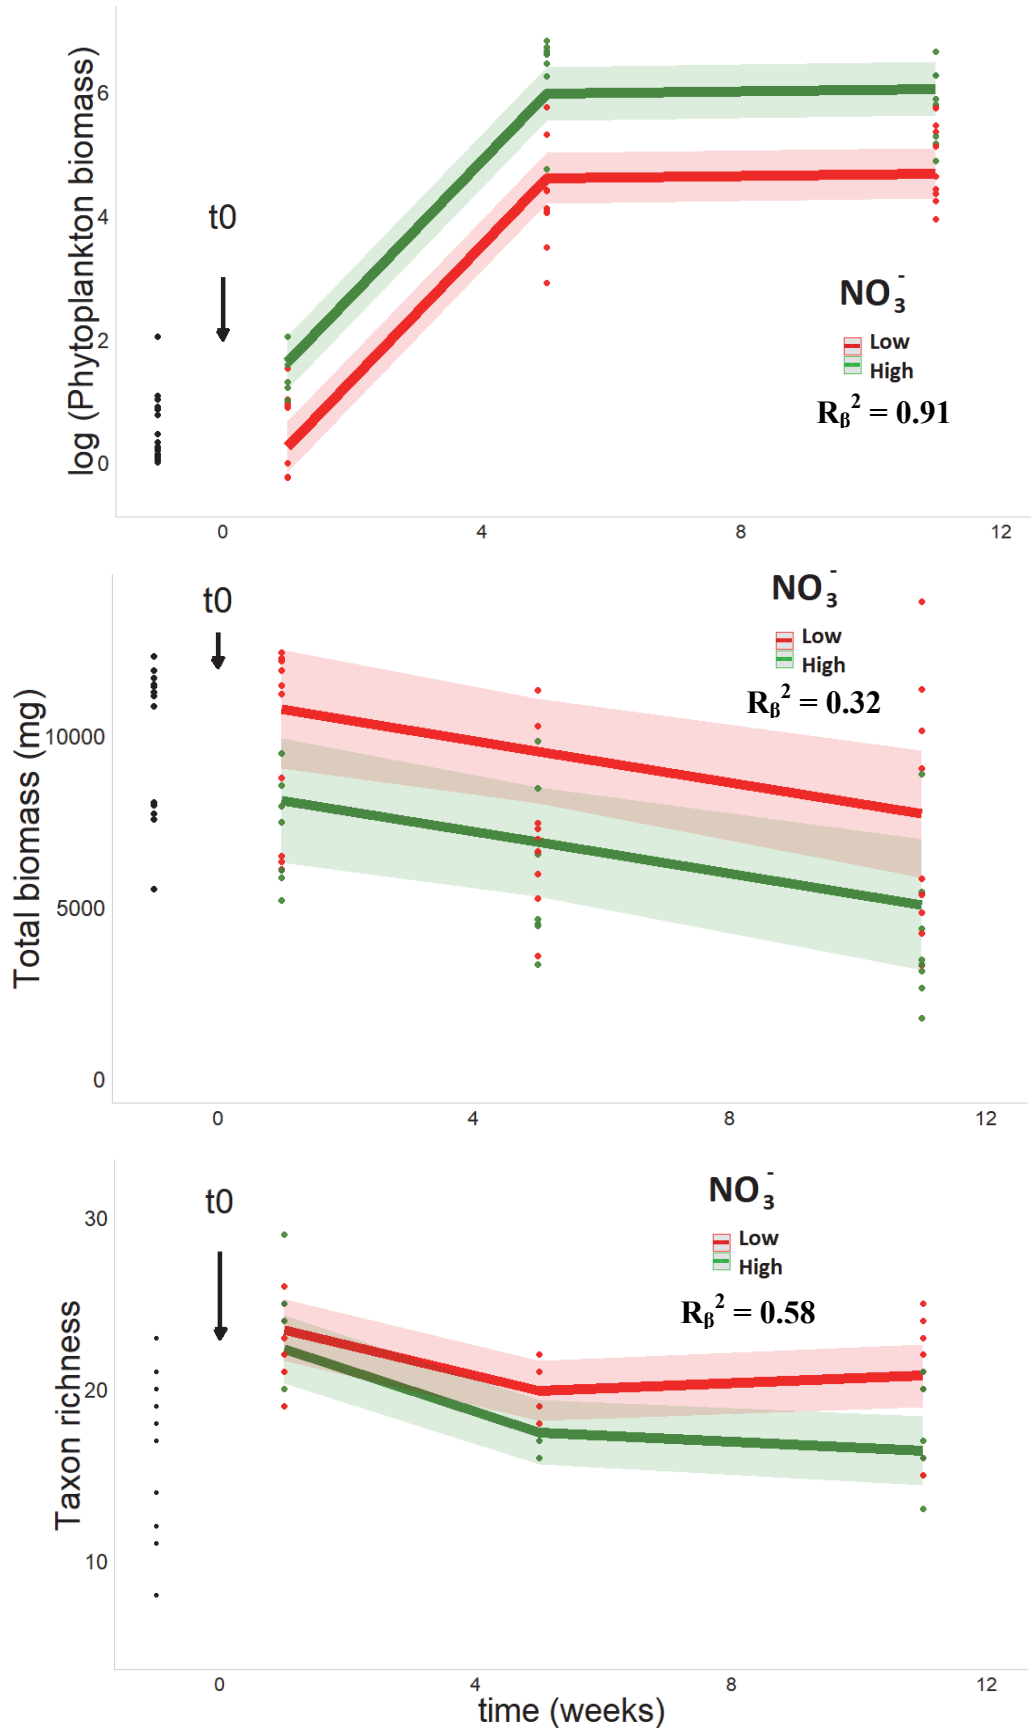 log (Phytoplankton biomass)
6
4
2
0
t0
NO₃⁻
Low
High
Rᵦ² = 0.91
0 4 8 12
Total biomass (mg)
10000
5000
0
t0
NO₃⁻
Low
High
Rᵦ² = 0.32
0 4 8 12
Taxon richness
30
20
10
t0
NO₃⁻
Low
High
Rᵦ² = 0.58
0 4 8 12
time (weeks)